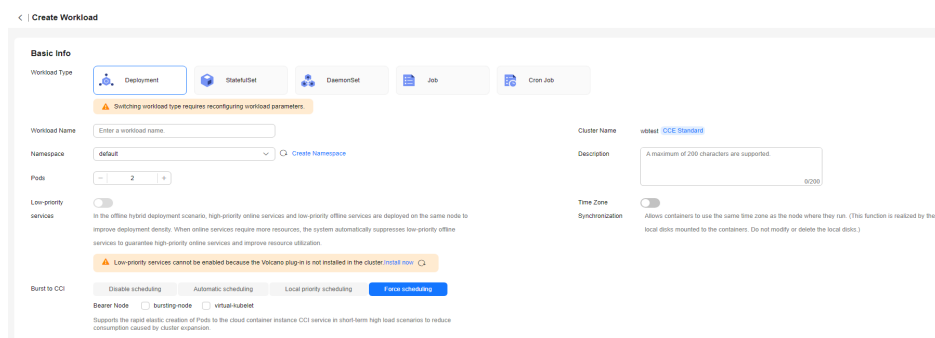 < | Create Workload
Basic Info
Workload Type
Deployment
StatefulSet
DaemonSet
Job
Cron Job
Switching workload type requires reconfiguring workload parameters.
Workload Name
Enter a workload name.
Cluster Name
wbtest CCE Standard
Namespace
default
Create Namespace
Description
A maximum of 200 characters are supported.
0/200
Pods
− 2 +
Low-priority
services
In the offline hybrid deployment scenario, high-priority online services and low-priority offline services are deployed on the same node to
improve deployment density. When online services require more resources, the system automatically suppresses low-priority offline
services to guarantee high-priority online services and improve resource utilization.
Low-priority services cannot be enabled because the Volcano plug-in is not installed in the cluster.Install now
Time Zone
Synchronization
Allows containers to use the same time zone as the node where they run. (This function is realized by the
local disks mounted to the containers. Do not modify or delete the local disks.)
Burst to CCI
Disable scheduling
Automatic scheduling
Local priority scheduling
Force scheduling
Bearer Node
bursting-node
virtual-kubelet
Supports the rapid elastic creation of Pods to the cloud container instance CCI service in short-term high load scenarios to reduce
consumption caused by cluster expansion.